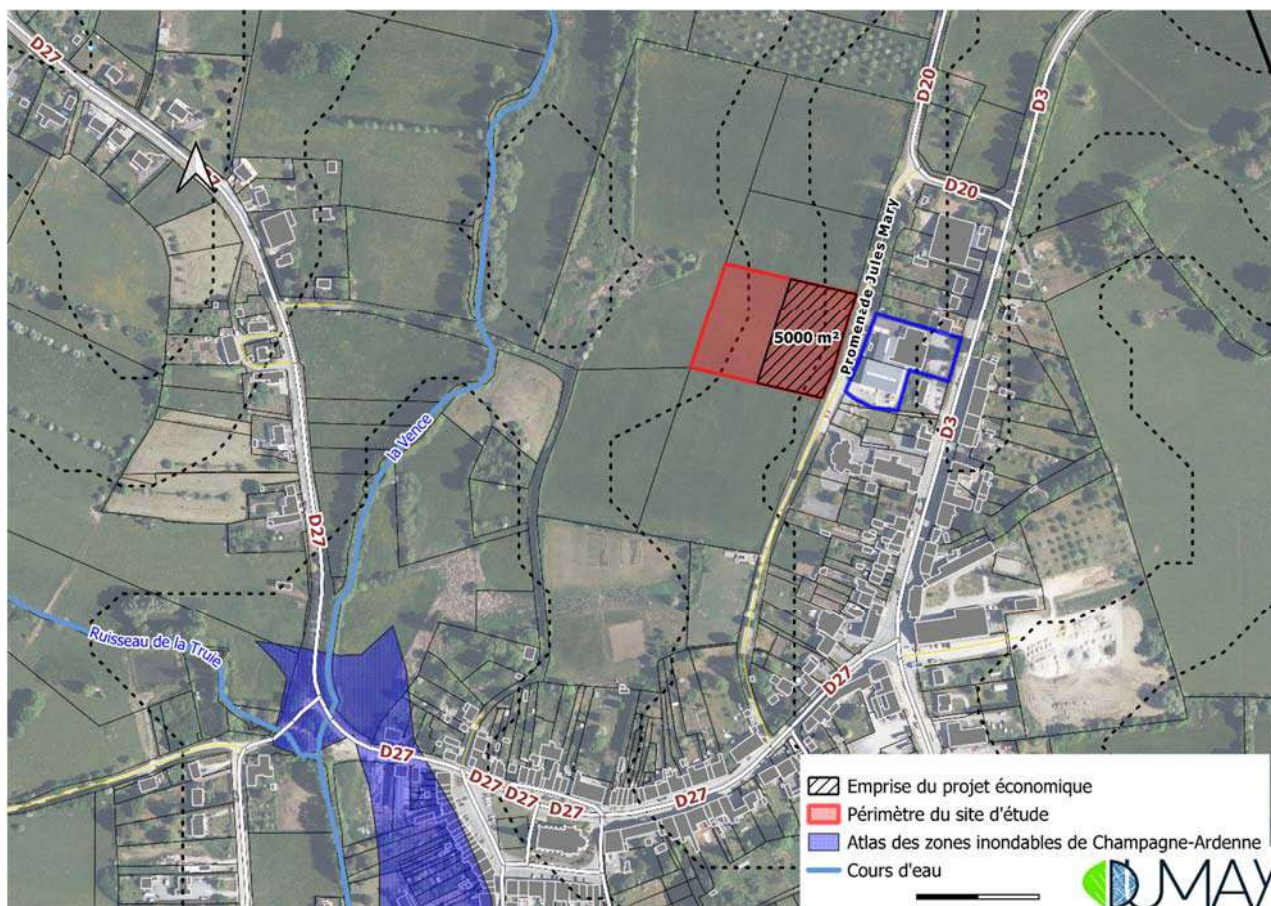 D27
D20
D3
27
D20
Promenade Jules Mary
5000 m²
la Vence
D3
D27
Ruisseau de la Truie
D27
D27
D27
D27
D27
D27
Emprise du projet économique
Périmètre du site d'étude
Atlas des zones inondables de Champagne-Ardenne
Cours d'eau
DUMAY